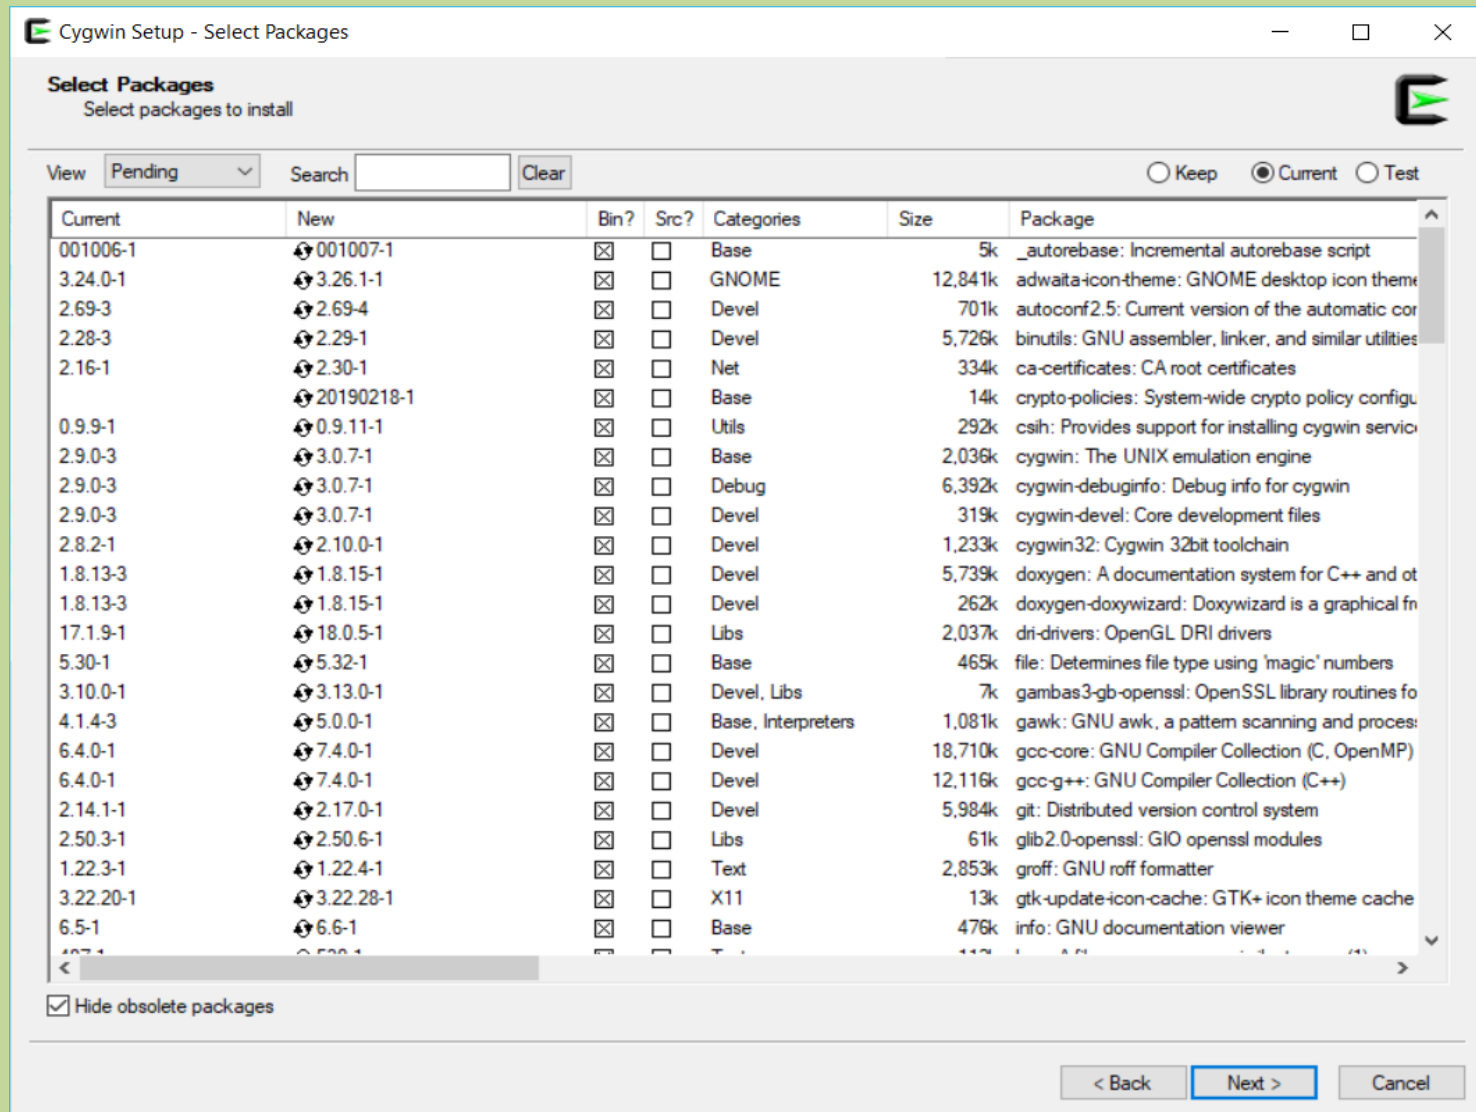 Cygwin Setup - Select Packages
Select Packages
Select packages to install
View Pending Search Clear Keep Current Test
Current New Bin? Src? Categories Size Package
001006-1 001007-1 Base 5k _autorebase: Incremental autorebase script
3.24.0-1 3.26.1-1 GNOME 12,841k adwaita-icon-theme: GNOME desktop icon theme
2.69-3 2.69-4 Devel 701k autoconf2.5: Current version of the automatic cor
2.28-3 2.29-1 Devel 5,726k binutils: GNU assembler, linker, and similar utilities
2.16-1 2.30-1 Net 334k ca-certificates: CA root certificates
20190218-1 Base 14k crypto-policies: System-wide crypto policy configu
0.9.9-1 0.9.11-1 Utils 292k csih: Provides support for installing cygwin servic
2.9.0-3 3.0.7-1 Base 2,036k cygwin: The UNIX emulation engine
2.9.0-3 3.0.7-1 Debug 6,392k cygwin-debuginfo: Debug info for cygwin
2.9.0-3 3.0.7-1 Devel 319k cygwin-devel: Core development files
2.8.2-1 2.10.0-1 Devel 1,233k cygwin32: Cygwin 32bit toolchain
1.8.13-3 1.8.15-1 Devel 5,739k doxygen: A documentation system for C++ and ot
1.8.13-3 1.8.15-1 Devel 262k doxygen-doxywizard: Doxywizard is a graphical fr
17.1.9-1 18.0.5-1 Libs 2,037k dri-drivers: OpenGL DRI drivers
5.30-1 5.32-1 Base 465k file: Determines file type using 'magic' numbers
3.10.0-1 3.13.0-1 Devel, Libs 7k gambas3-gb-openssl: OpenSSL library routines fo
4.1.4-3 5.0.0-1 Base, Interpreters 1,081k gawk: GNU awk, a pattern scanning and process
6.4.0-1 7.4.0-1 Devel 18,710k gcc-core: GNU Compiler Collection (C, OpenMP)
6.4.0-1 7.4.0-1 Devel 12,116k gcc-g++: GNU Compiler Collection (C++)
2.14.1-1 2.17.0-1 Devel 5,984k git: Distributed version control system
2.50.3-1 2.50.6-1 Libs 61k glib2.0-openssl: GIO openssl modules
1.22.3-1 1.22.4-1 Text 2,853k groff: GNU roff formatter
3.22.20-1 3.22.28-1 X11 13k gtk-update-icon-cache: GTK+ icon theme cache
6.5-1 6.6-1 Base 476k info: GNU documentation viewer
Hide obsolete packages
< Back Next > Cancel